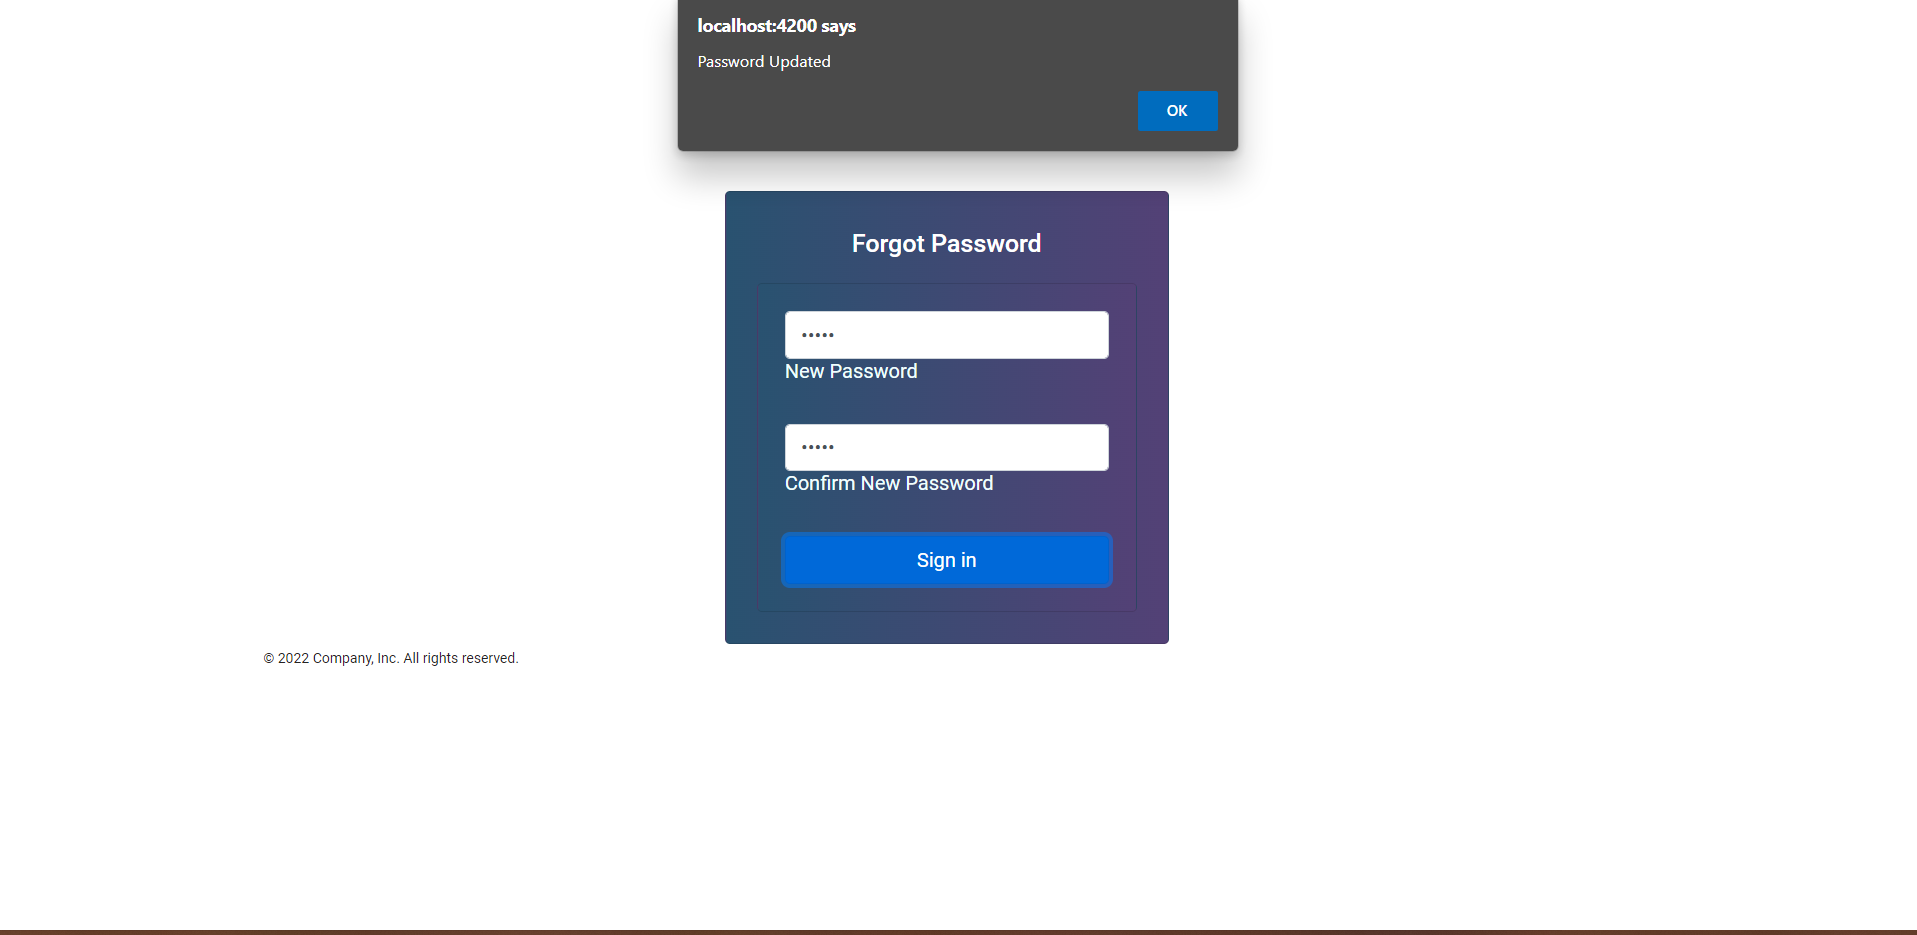 localhost:4200 says
Password Updated
OK
Forgot Password
•••••
New Password
•••••
Confirm New Password
Sign in
© 2022 Company, Inc. All rights reserved.